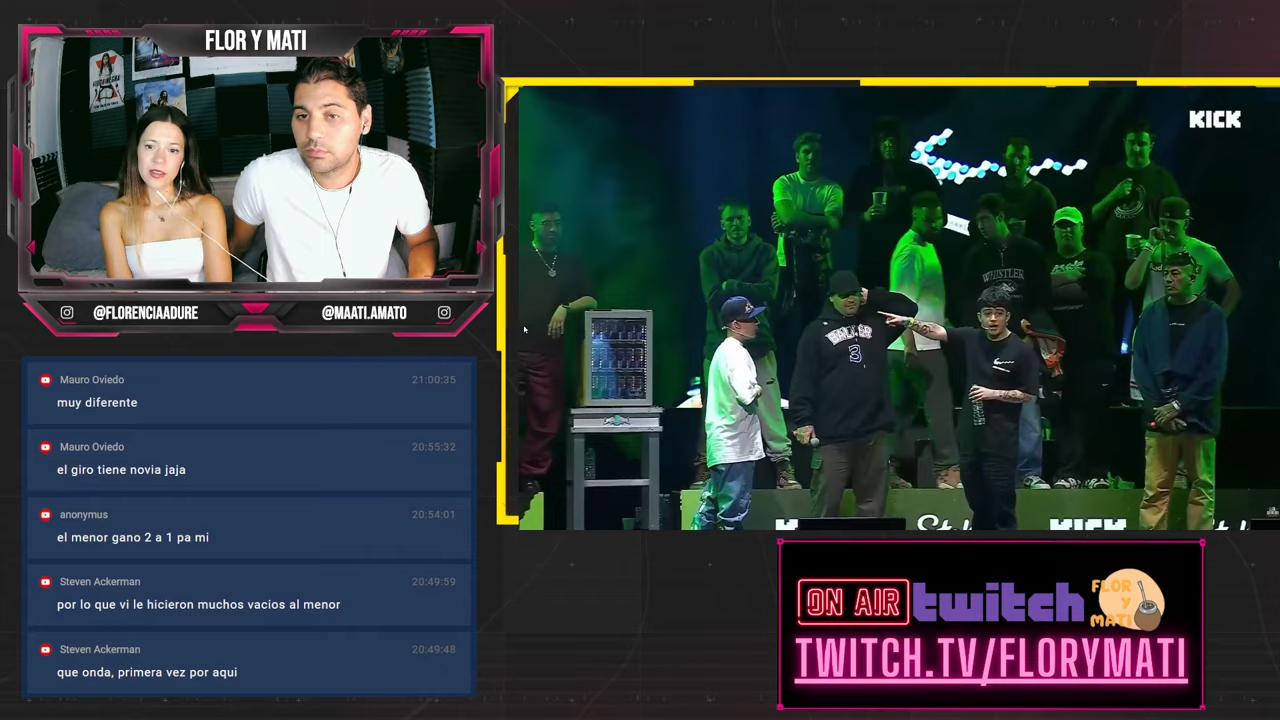 FLOR Y MATI
@FLORENCIAADURE
@MAATI.AMATO
Mauro Oviedo 21:00:35
muy diferente
Mauro Oviedo 20:55:32
el giro tiene novia jaja
anonymus 20:54:01
el menor gano 2 a 1 pa mi
Steven Ackerman 20:49:59
por lo que vi le hicieron muchos vacios al menor
Steven Ackerman 20:49:48
que onda, primera vez por aqui
KICK
WHISTLER
BALLER
3
KICK
ON AIR
twitch
FLOR
Y
MATI
TWITCH.TV/FLORYMATI